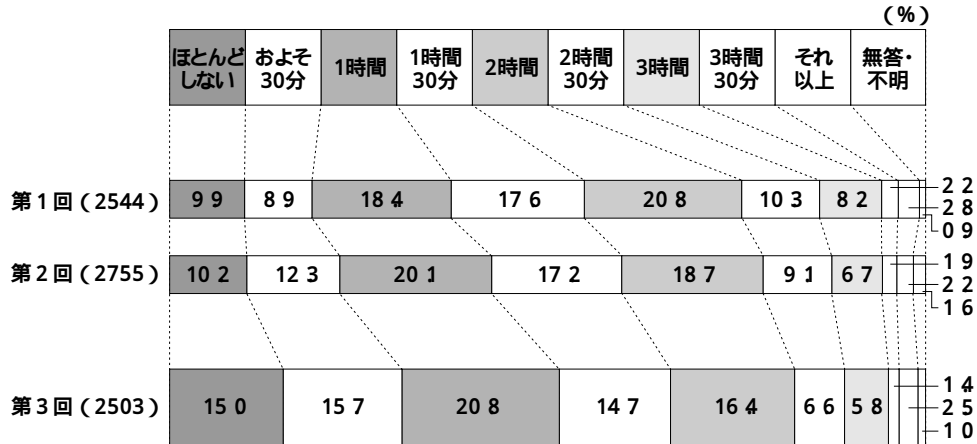 (%)
ほとんど しない およそ 30分 1時間 1時間 30分 2時間 2時間 30分 3時間 3時間 30分 それ 以上 無答・ 不明
第1回(2544) 9 9 8 9 18 4 17 6 20 8 10 3 8 2 2 2
2 8
0 9
第2回(2755) 10 2 12 3 20 1 17 2 18 7 9 1 6 7 1 9
2 2
1 6
第3回(2503) 15 0 15 7 20 8 14 7 16 4 6 6 5 8 1 4
2 5
1 0